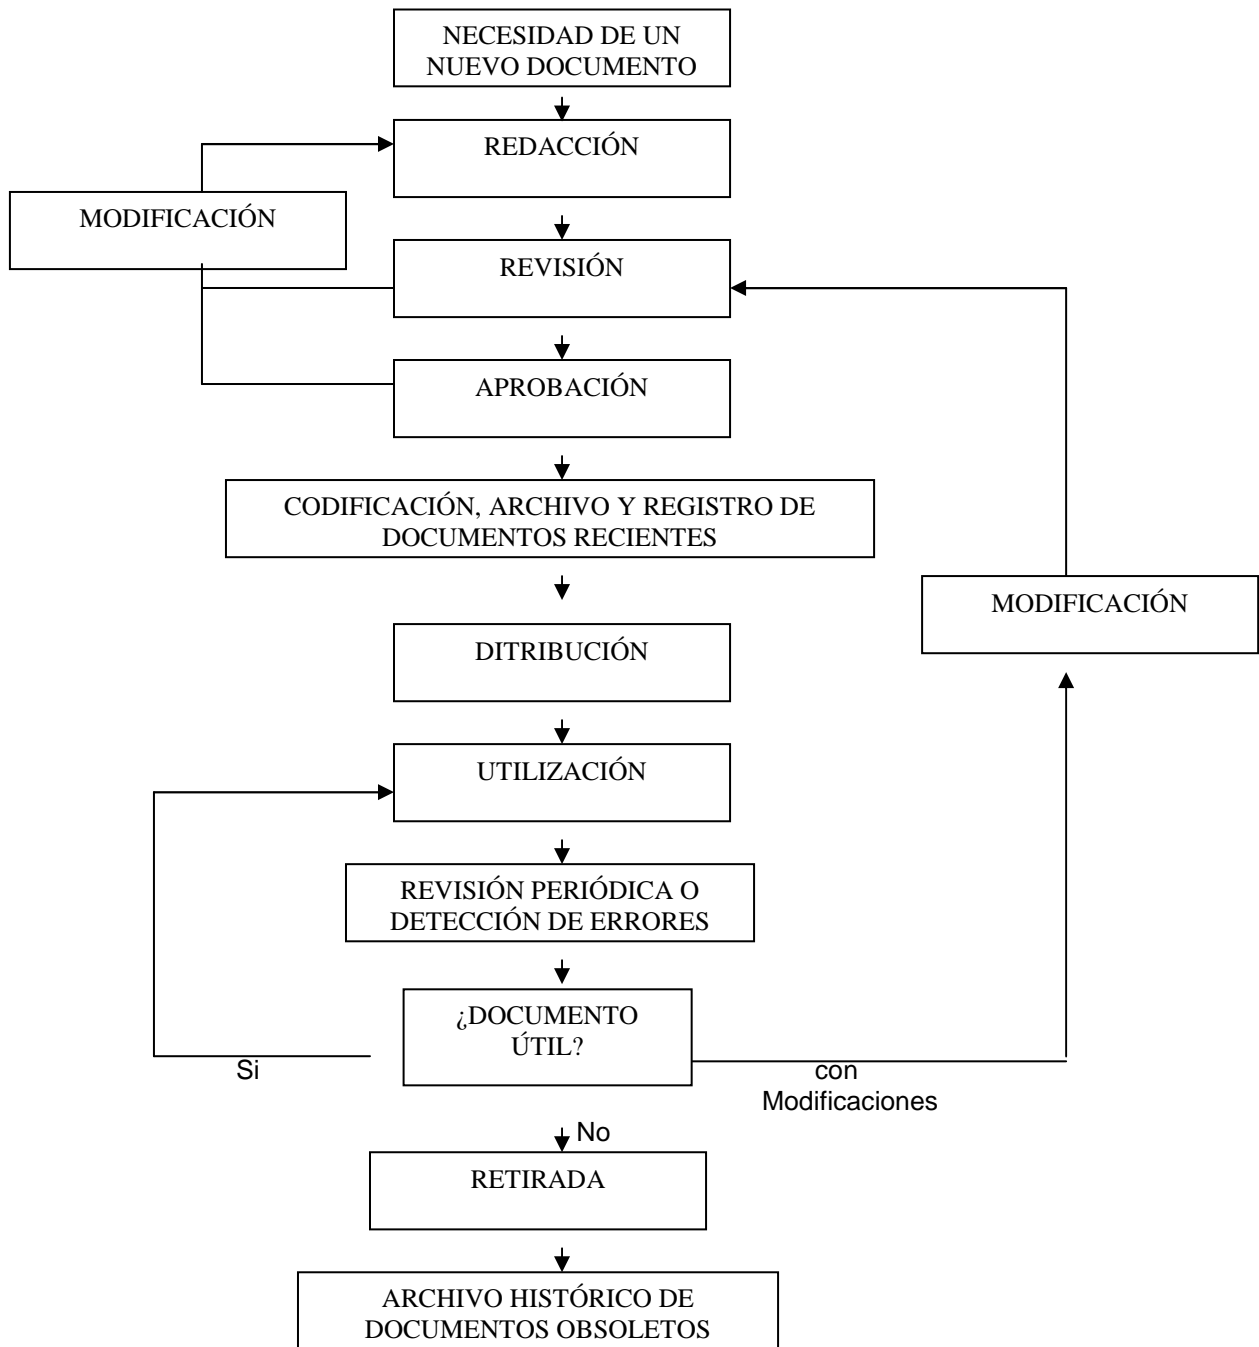 NECESIDAD DE UN
NUEVO DOCUMENTO
REDACCIÓN
MODIFICACIÓN
REVISIÓN
APROBACIÓN
CODIFICACIÓN, ARCHIVO Y REGISTRO DE
DOCUMENTOS RECIENTES
MODIFICACIÓN
DITRIBUCIÓN
UTILIZACIÓN
REVISIÓN PERIÓDICA O
DETECCIÓN DE ERRORES
¿DOCUMENTO
ÚTIL?
Si
con
Modificaciones
No
RETIRADA
ARCHIVO HISTÓRICO DE
DOCUMENTOS OBSOLETOS